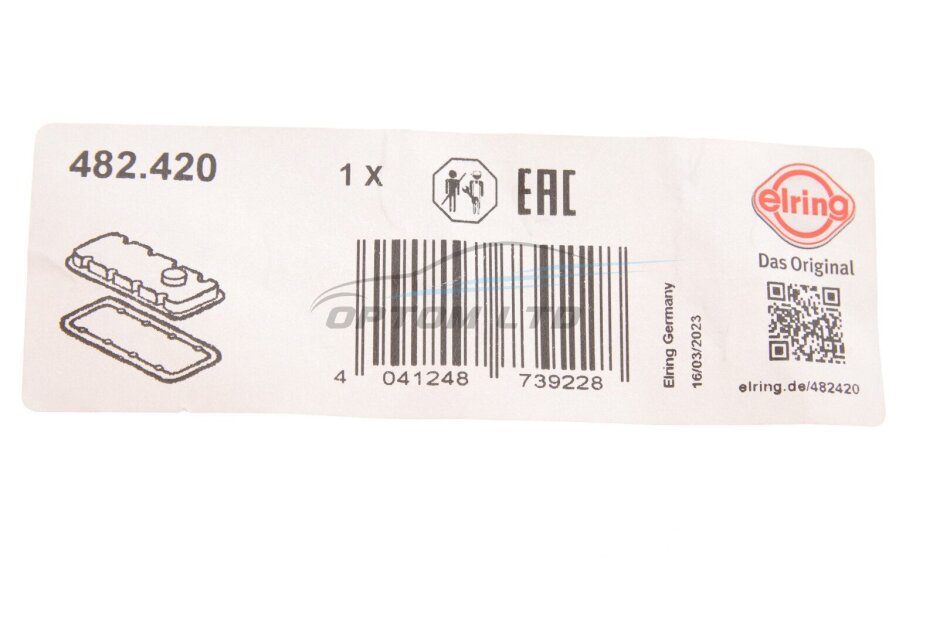 482.420
1 X
EAC
elring
Das Original
OPTOM LTD
4 041248 739228
Elring Germany
16/03/2023
elring.de/482420